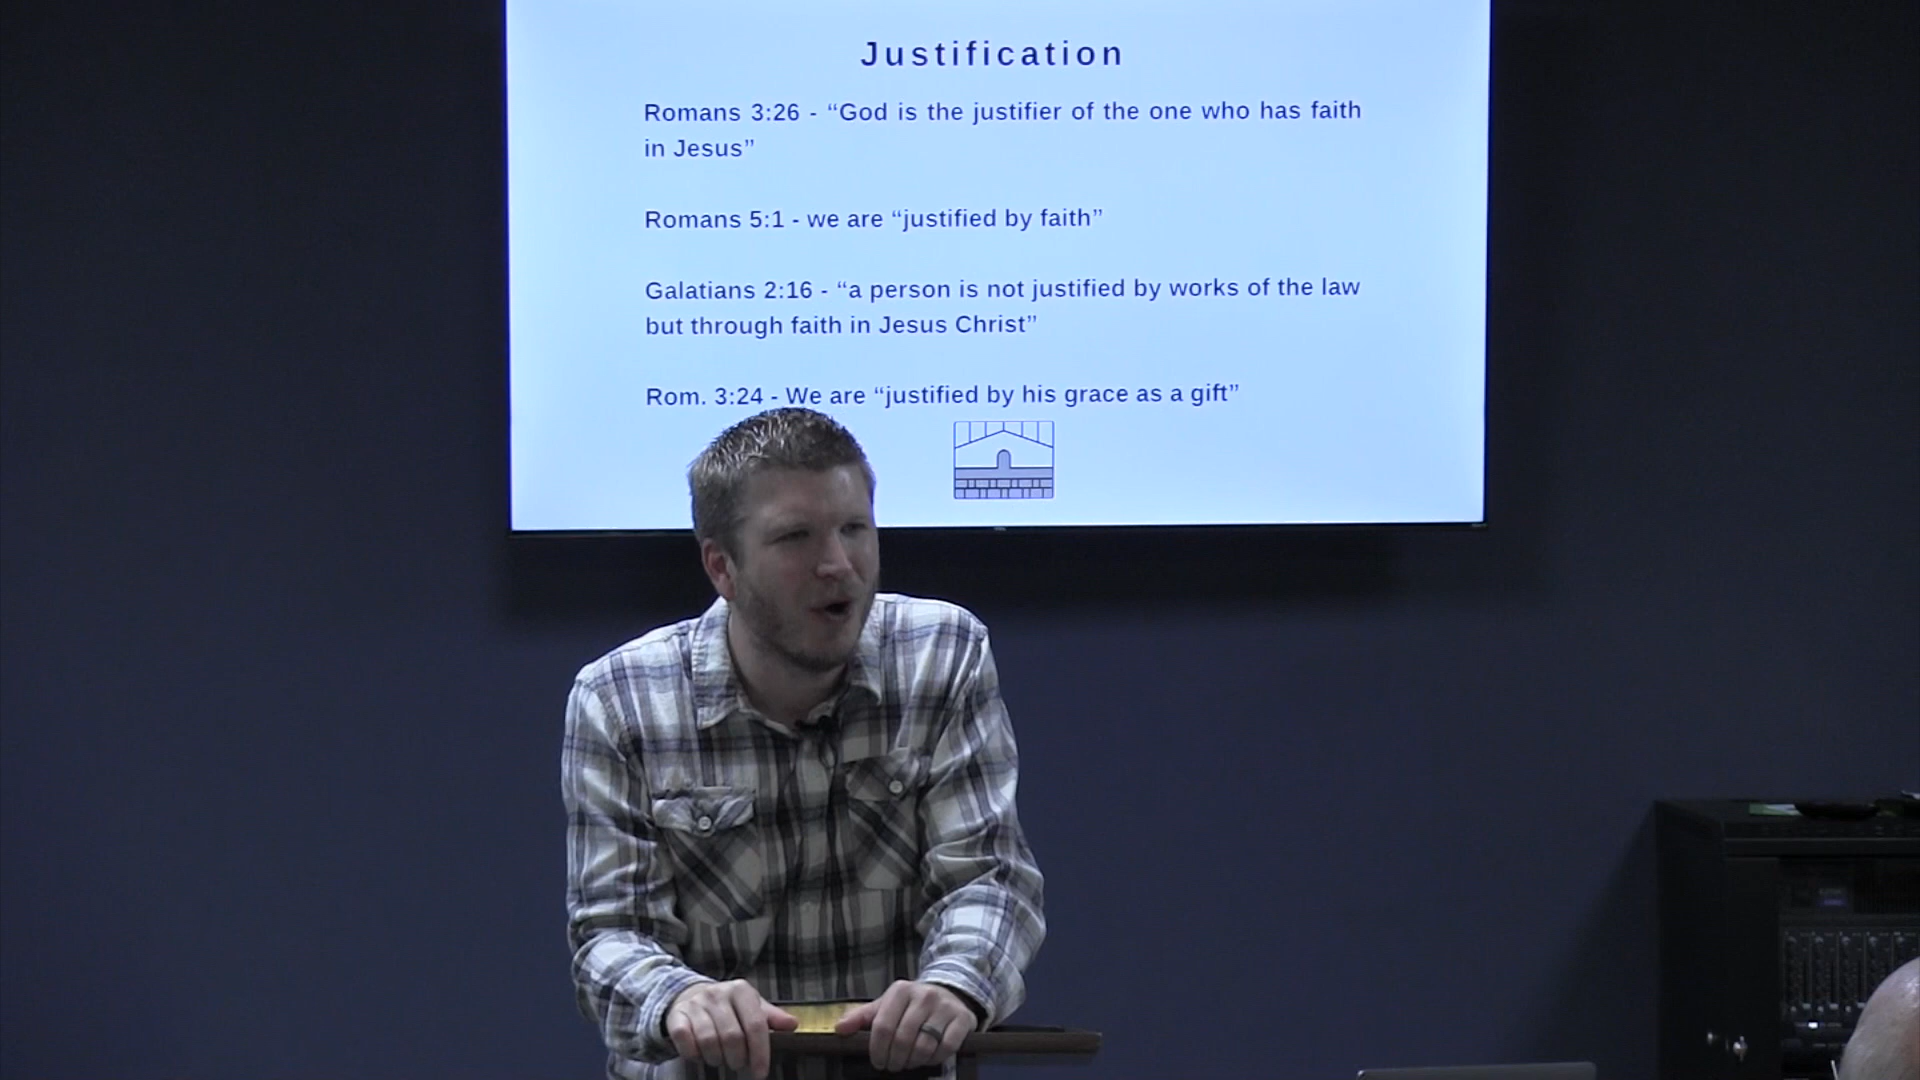 Justification
Romans 3:26 - “God is the justifier of the one who has faith
in Jesus”
Romans 5:1 - we are “justified by faith”
Galatians 2:16 - “a person is not justified by works of the law
but through faith in Jesus Christ”
Rom. 3:24 - We are “justified by his grace as a gift”